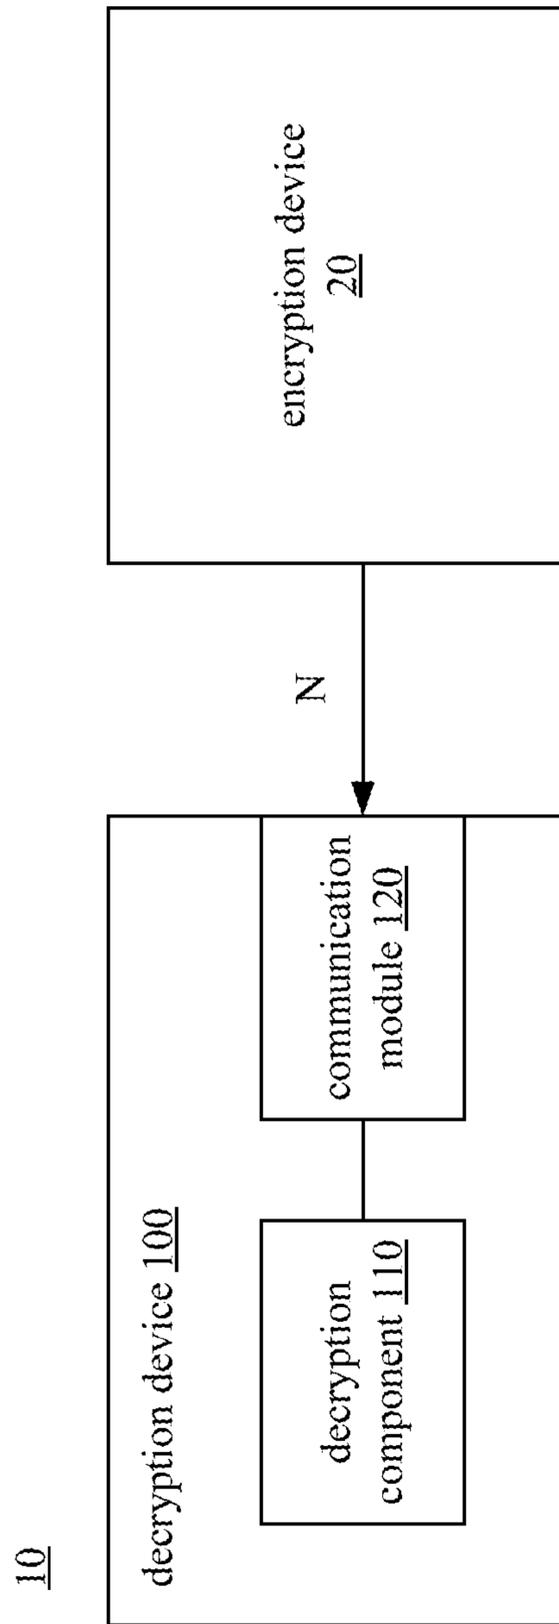 10
decryption device 100
decryption
component 110
communication
module 120
N
encryption device
20